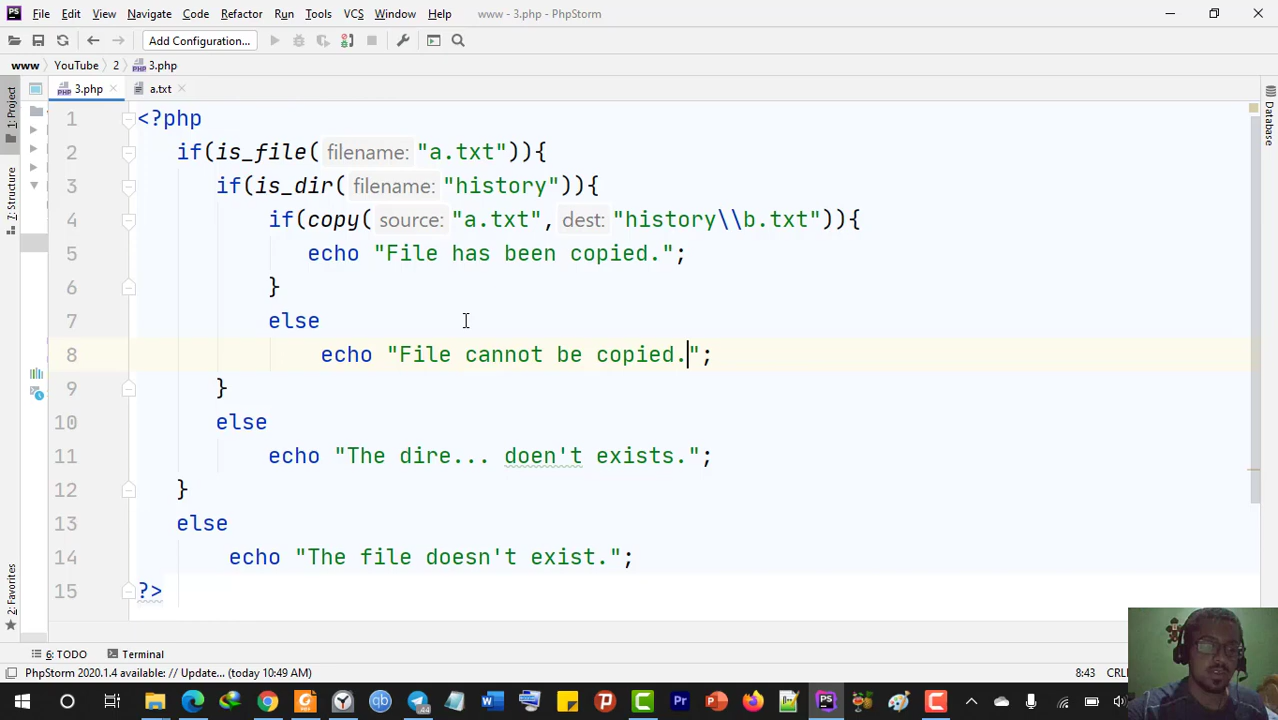 File Edit View Navigate Code Refactor Run Tools VCS Window Help www - 3.php - PhpStorm
Add Configuration...
www YouTube 2 3.php
3.php a.txt
1: Project
7: Structure
2: Favorites
Database
1 <?php
2 if(is_file( filename: "a.txt")){
3 if(is_dir( filename: "history")){
4 if(copy( source: "a.txt", dest: "history\\b.txt")){
5 echo "File has been copied.";
6 }
7 else
8 echo "File cannot be copied.";
9 }
10 else
11 echo "The dire... doen't exists.";
12 }
13 else
14 echo "The file doesn't exist.";
15 ?>
6: TODO Terminal
PhpStorm 2020.1.4 available: // Update... (today 10:49 AM) 8:43 CRL